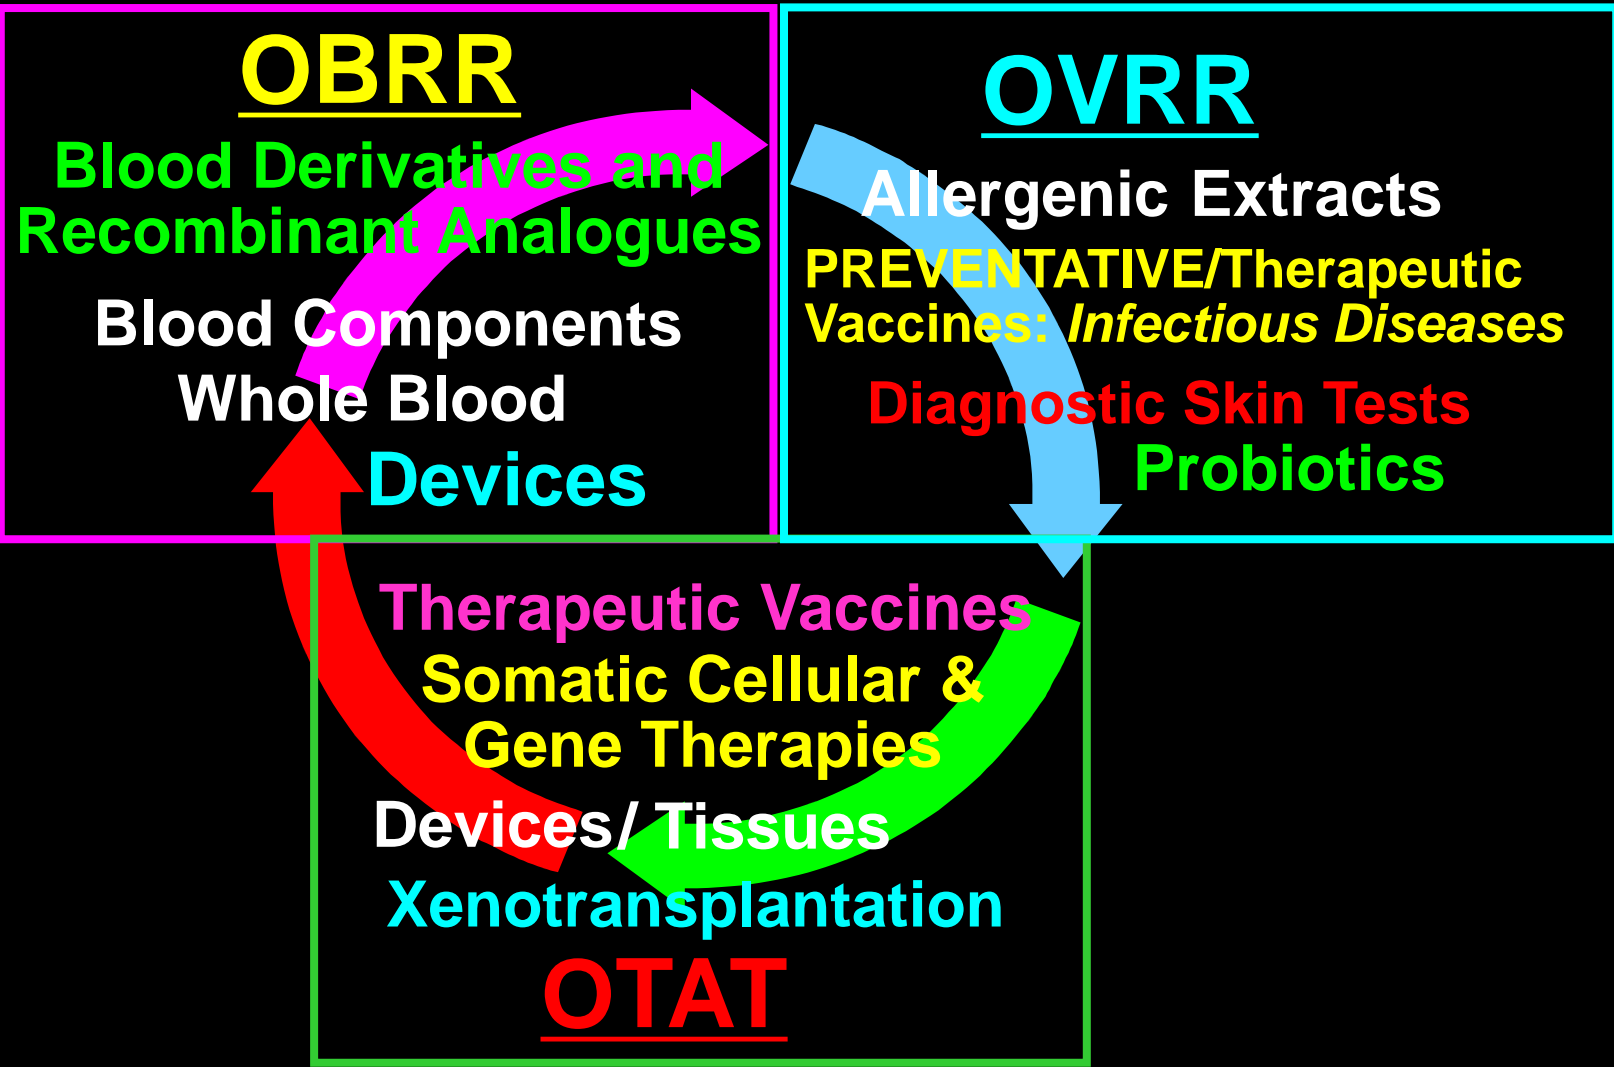 OBRR
Blood Derivatives and
Recombinant Analogues
Blood Components
Whole Blood
Devices
OVRR
Allergenic Extracts
PREVENTATIVE/Therapeutic
Vaccines: Infectious Diseases
Diagnostic Skin Tests
Probiotics
Therapeutic Vaccines
Somatic Cellular &
Gene Therapies
Devices/ Tissues
Xenotransplantation
OTAT